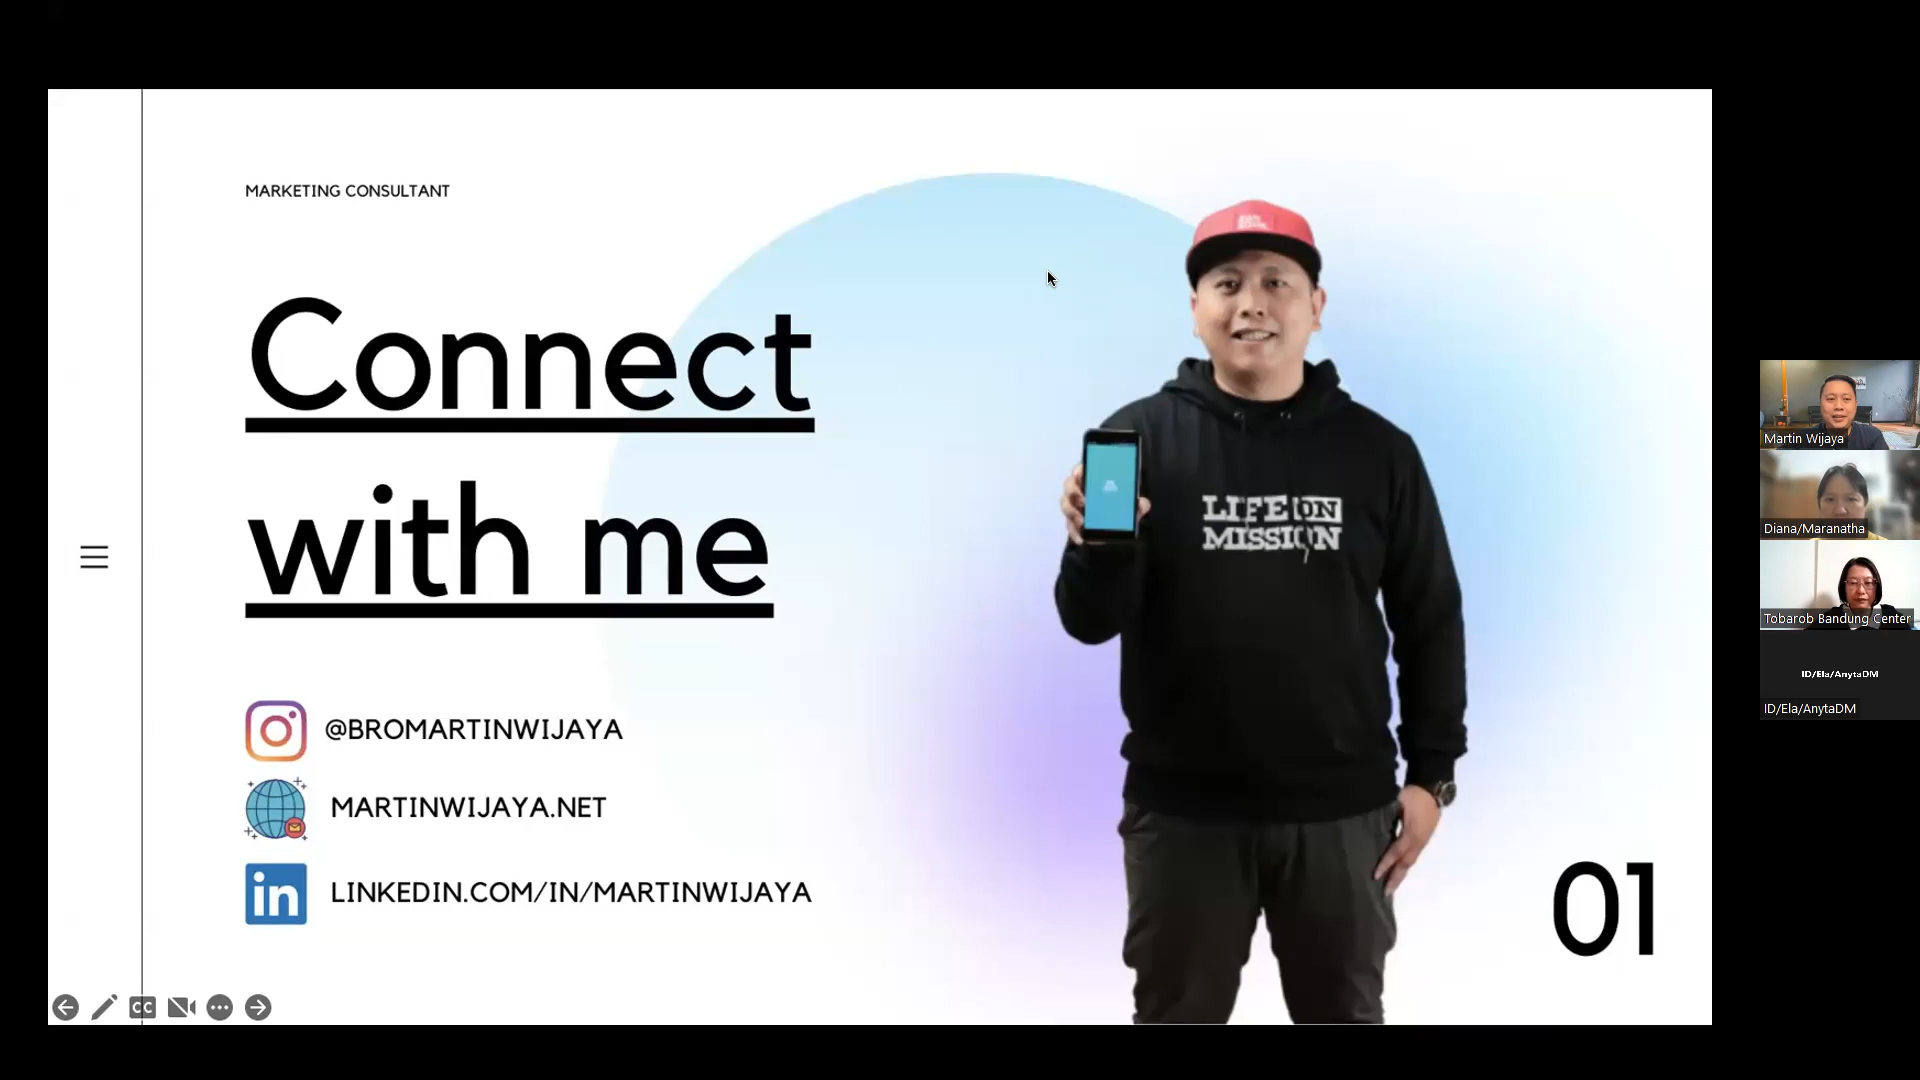 MARKETING CONSULTANT
Connect
with me
@BROMARTINWIJAYA
MARTINWIJAYA.NET
LINKEDIN.COM/IN/MARTINWIJAYA
LIFE ON
MISSION
01
CC
Martin Wijaya
Diana/Maranatha
Tobarob Bandung Center
ID/Ela/AnytaDM
ID/Ela/AnytaDM